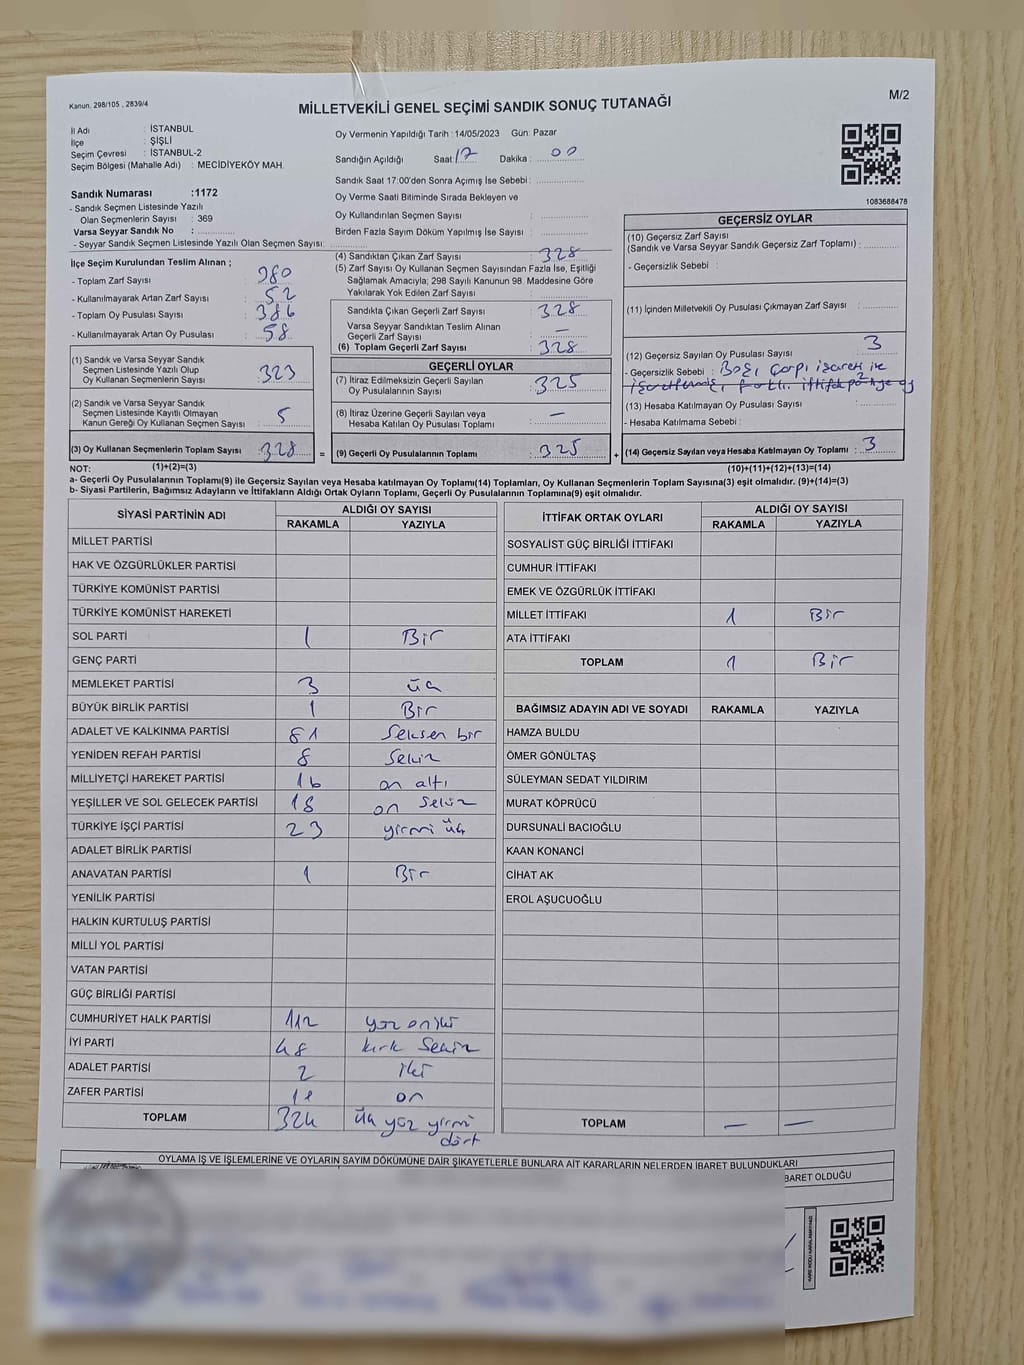 Kanun. 298/105 , 2839/4
MİLLETVEKİLİ GENEL SEÇİMİ SANDIK SONUÇ TUTANAĞI
M/2
İl Adı : İSTANBUL
İlçe : ŞİŞLİ
Seçim Çevresi : İSTANBUL-2
Seçim Bölgesi (Mahalle Adı) : MECİDİYEKÖY MAH.
Sandık Numarası :1172
- Sandık Seçmen Listesinde Yazılı
Olan Seçmenlerin Sayısı : 369
Varsa Seyyar Sandık No :
- Seyyar Sandık Seçmen Listesinde Yazılı Olan Seçmen Sayısı:
İlçe Seçim Kurulundan Teslim Alınan ;
- Toplam Zarf Sayısı : 380
- Kullanılmayarak Artan Zarf Sayısı : 52
- Toplam Oy Pusulası Sayısı : 386
- Kullanılmayarak Artan Oy Pusulası : 58
(1) Sandık ve Varsa Seyyar Sandık
Seçmen Listesinde Yazılı Olup
Oy Kullanan Seçmenlerin Sayısı : 323
(2) Sandık ve Varsa Seyyar Sandık
Seçmen Listesinde Kayıtlı Olmayan
Kanun Gereği Oy Kullanan Seçmen Sayısı : 5
(3) Oy Kullanan Seçmenlerin Toplam Sayısı : 328 =
Oy Vermenin Yapıldığı Tarih : 14/05/2023 Gün: Pazar
Sandığın Açıldığı Saat 17 Dakika : 00
Sandık Saat 17:00'den Sonra Açımış İse Sebebi :
Oy Verme Saati Bitiminde Sırada Bekleyen ve
Oy Kullandırılan Seçmen Sayısı :
Birden Fazla Sayım Döküm Yapılmış İse Sayısı :
(4) Sandıktan Çıkan Zarf Sayısı : 328
(5) Zarf Sayısı Oy Kullanan Seçmen Sayısından Fazla İse, Eşitliği
Sağlamak Amacıyla; 298 Sayılı Kanunun 98. Maddesine Göre
Yakılarak Yok Edilen Zarf Sayısı :
Sandıkta Çıkan Geçerli Zarf Sayısı : 328
Varsa Seyyar Sandıktan Teslim Alınan
Geçerli Zarf Sayısı : —
(6) Toplam Geçerli Zarf Sayısı : 328
GEÇERLİ OYLAR
(7) İtiraz Edilmeksizin Geçerli Sayılan
Oy Pusulasının Sayısı : 325
(8) İtiraz Üzerine Geçerli Sayılan veya
Hesaba Katılan Oy Pusulası Toplamı : —
(9) Geçerli Oy Pusulalarının Toplamı : 325 +
1083688478
GEÇERSİZ OYLAR
(10) Geçersiz Zarf Sayısı
(Sandık ve Varsa Seyyar Sandık Geçersiz Zarf Toplamı) :
- Geçersizlik Sebebi :
(11) İçinden Milletvekili Oy Pusulası Çıkmayan Zarf Sayısı :
(12) Geçersiz Sayılan Oy Pusulası Sayısı : 3
- Geçersizlik Sebebi : Boş, çarpı işareti ile
işaretlenmiş, farklı ittifak 2
(13) Hesaba Katılmayan Oy Pusulası Sayısı :
- Hesaba Katılmama Sebebi :
(14) Geçersiz Sayılan veya Hesaba Katılmayan Oy Toplamı : 3
NOT: (1)+(2)=(3) (10)+(11)+(12)+(13)=(14)
a- Geçerli Oy Pusulalarının Toplamı(9) ile Geçersiz Sayılan veya Hesaba katılmayan Oy Toplamı(14) Toplamları, Oy Kullanan Seçmenlerin Toplam Sayısına(3) eşit olmalıdır. (9)+(14)=(3)
b- Siyasi Partilerin, Bağımsız Adayların ve İttifakların Aldığı Ortak Oyların Toplamı, Geçerli Oy Pusulalarının Toplamına(9) eşit olmalıdır.
SİYASİ PARTİNİN ADI ALDIĞI OY SAYISI
RAKAMLA YAZIYLA
MİLLET PARTİSİ
HAK VE ÖZGÜRLÜKLER PARTİSİ
TÜRKİYE KOMÜNİST PARTİSİ
TÜRKİYE KOMÜNİST HAREKETİ
SOL PARTİ 1 Bir
GENÇ PARTİ
MEMLEKET PARTİSİ 3 üç
BÜYÜK BİRLİK PARTİSİ 1 Bir
ADALET VE KALKINMA PARTİSİ 81 Seksen bir
YENİDEN REFAH PARTİSİ 8 Sekiz
MİLLİYETÇİ HAREKET PARTİSİ 16 on altı
YEŞİLLER VE SOL GELECEK PARTİSİ 18 on Sekiz
TÜRKİYE İŞÇİ PARTİSİ 23 yirmi üç
ADALET BİRLİK PARTİSİ
ANAVATAN PARTİSİ 1 Bir
YENİLİK PARTİSİ
HALKIN KURTULUŞ PARTİSİ
MİLLİ YOL PARTİSİ
VATAN PARTİSİ
GÜÇ BİRLİĞİ PARTİSİ
CUMHURİYET HALK PARTİSİ 112 yüz on iki
İYİ PARTİ 48 kırk Sekiz
ADALET PARTİSİ 2 iki
ZAFER PARTİSİ on
TOPLAM 324 üç yüz yirmi dört
İTTİFAK ORTAK OYLARI ALDIĞI OY SAYISI
RAKAMLA YAZIYLA
SOSYALİST GÜÇ BİRLİĞİ İTTİFAKI
CUMHUR İTTİFAKI
EMEK VE ÖZGÜRLÜK İTTİFAKI
MİLLET İTTİFAKI 1 Bir
ATA İTTİFAKI
TOPLAM 1 Bir
BAĞIMSIZ ADAYIN ADI VE SOYADI RAKAMLA YAZIYLA
HAMZA BULDU
ÖMER GÖNÜLTAŞ
SÜLEYMAN SEDAT YILDIRIM
MURAT KÖPRÜCÜ
DURSUNALİ BACIOĞLU
KAAN KONANCİ
CİHAT AK
EROL AŞUCUOĞLU
TOPLAM — —
OYLAMA İŞ VE İŞLEMLERİNE VE OYLARIN SAYIM DÖKÜMÜNE DAİR ŞİKAYETLERLE BUNLARA AİT KARARLARIN NELERDEN İBARET BULUNDUKLARI
BARET OLDUĞU